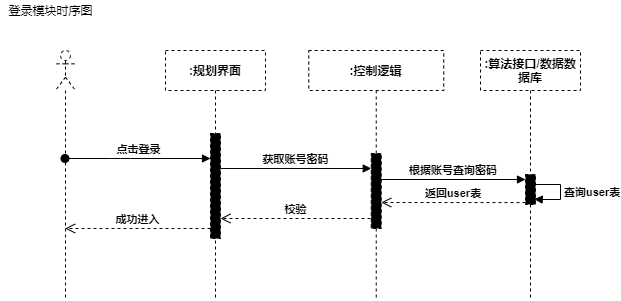 登录模块时序图
:规划界面
:控制逻辑
:算法接口/数据数
据库
点击登录
获取账号密码
根据账号查询密码
返回user表
查询user表
校验
成功进入